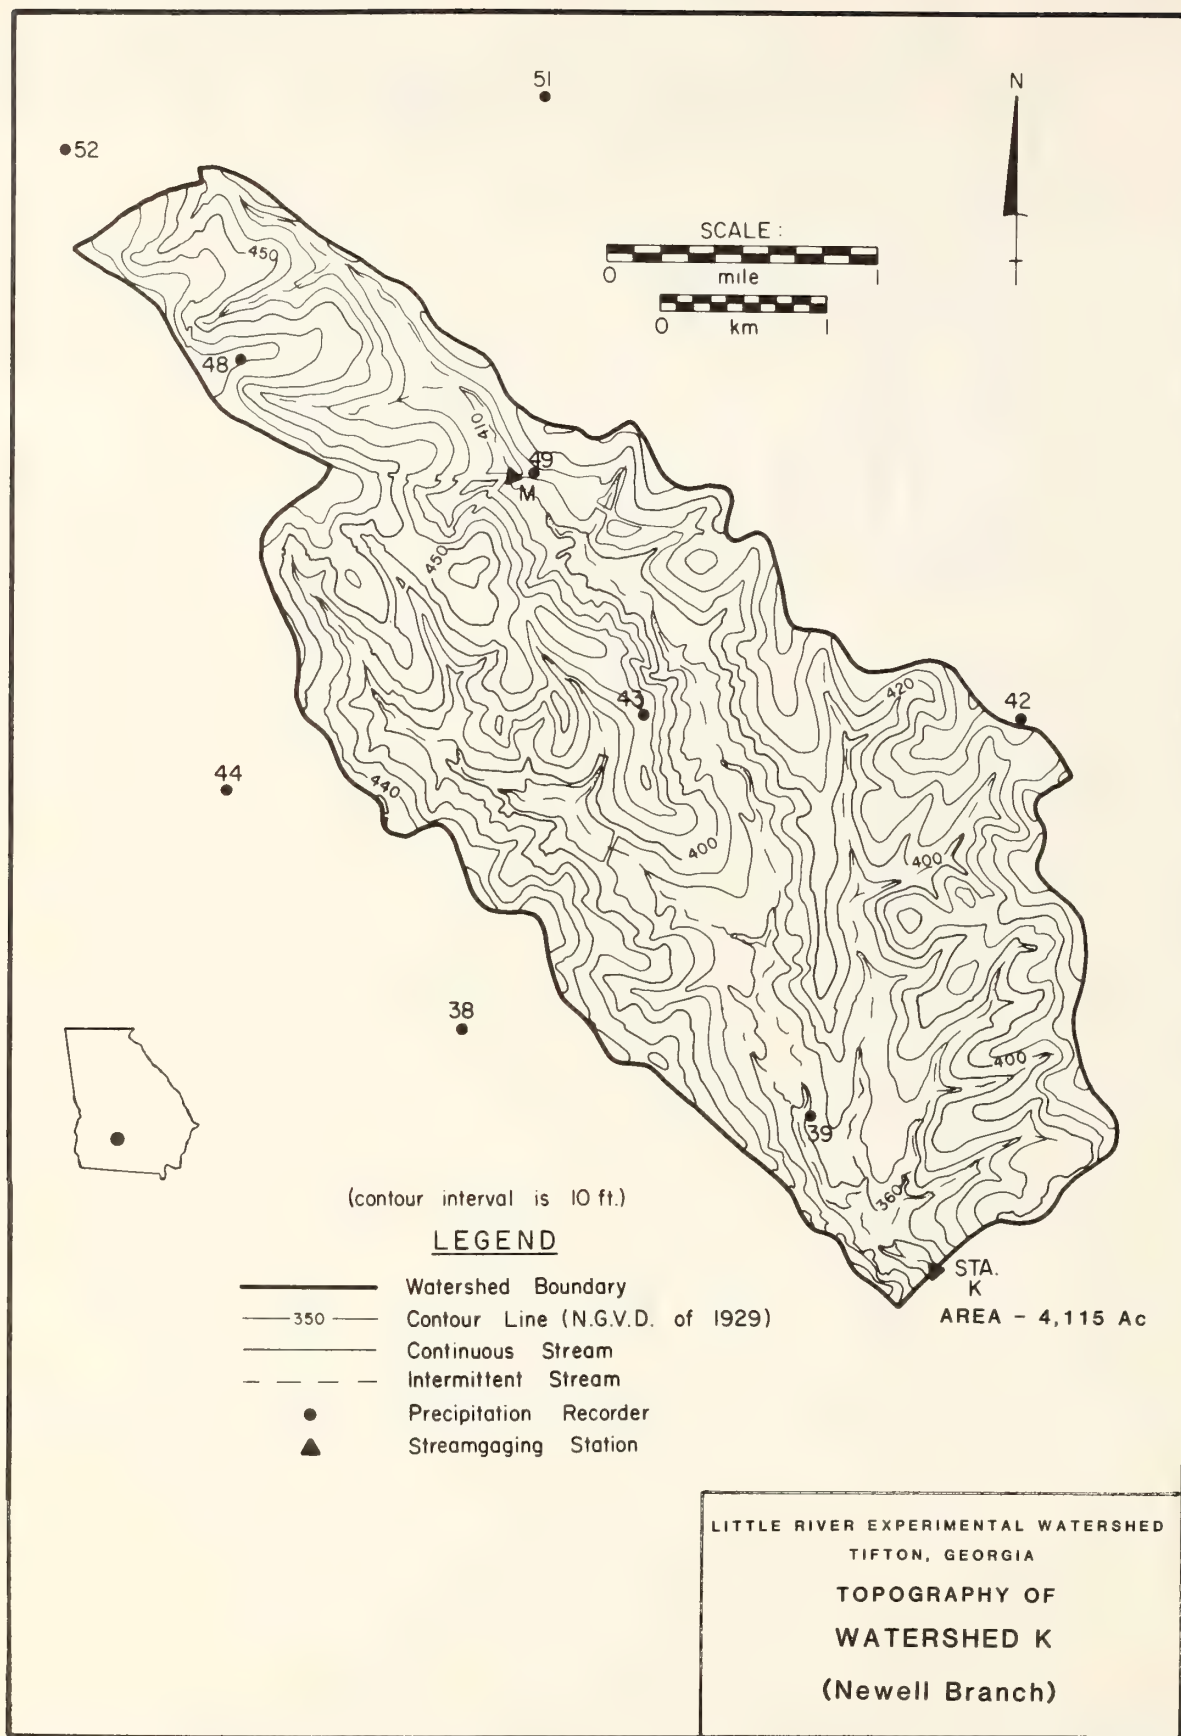 51
N
52
SCALE :
0 mile 1
0 km 1
450
48
410
49
M
450
420
42
43
44
440
400
400
38
400
39
360
(contour interval is 10 ft.)
LEGEND
STA.
K
AREA - 4,115 Ac
Watershed Boundary
350 Contour Line (N.G.V.D. of 1929)
Continuous Stream
Intermittent Stream
Precipitation Recorder
Streamgaging Station
LITTLE RIVER EXPERIMENTAL WATERSHED
TIFTON, GEORGIA
TOPOGRAPHY OF
WATERSHED K
(Newell Branch)